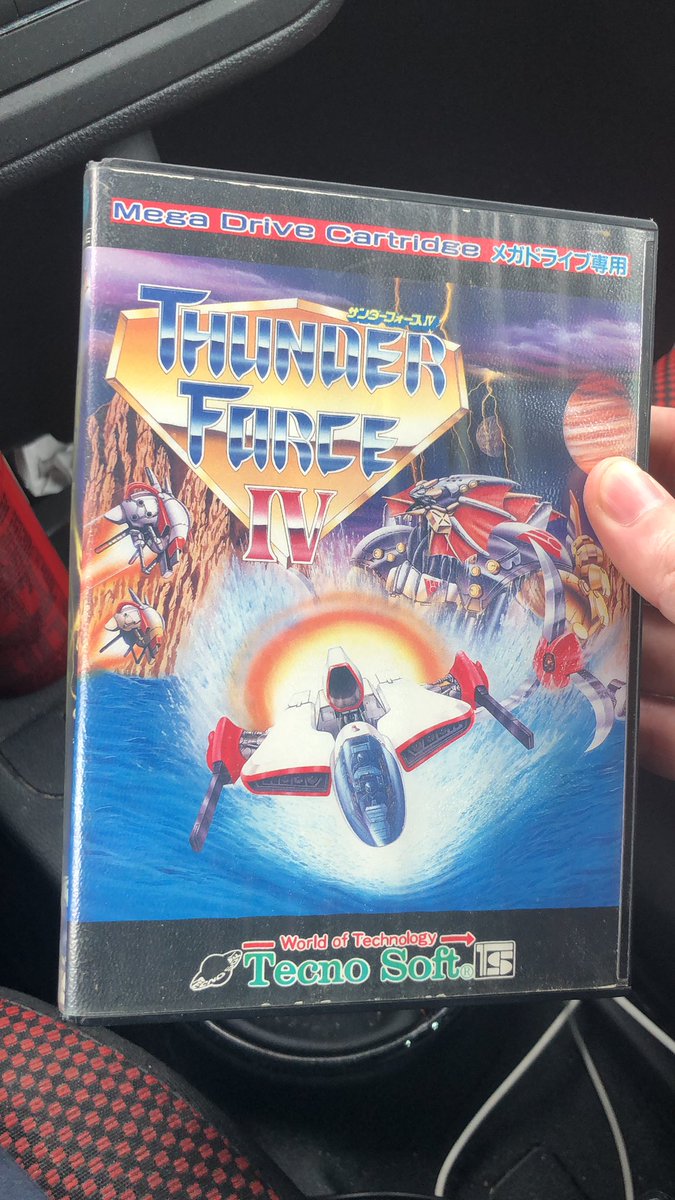 Mega Drive Cartridge メガドライブ専用
サンダーフォースIV
THUNDER
FORCE
IV
World of Technology
Tecno Soft® TS